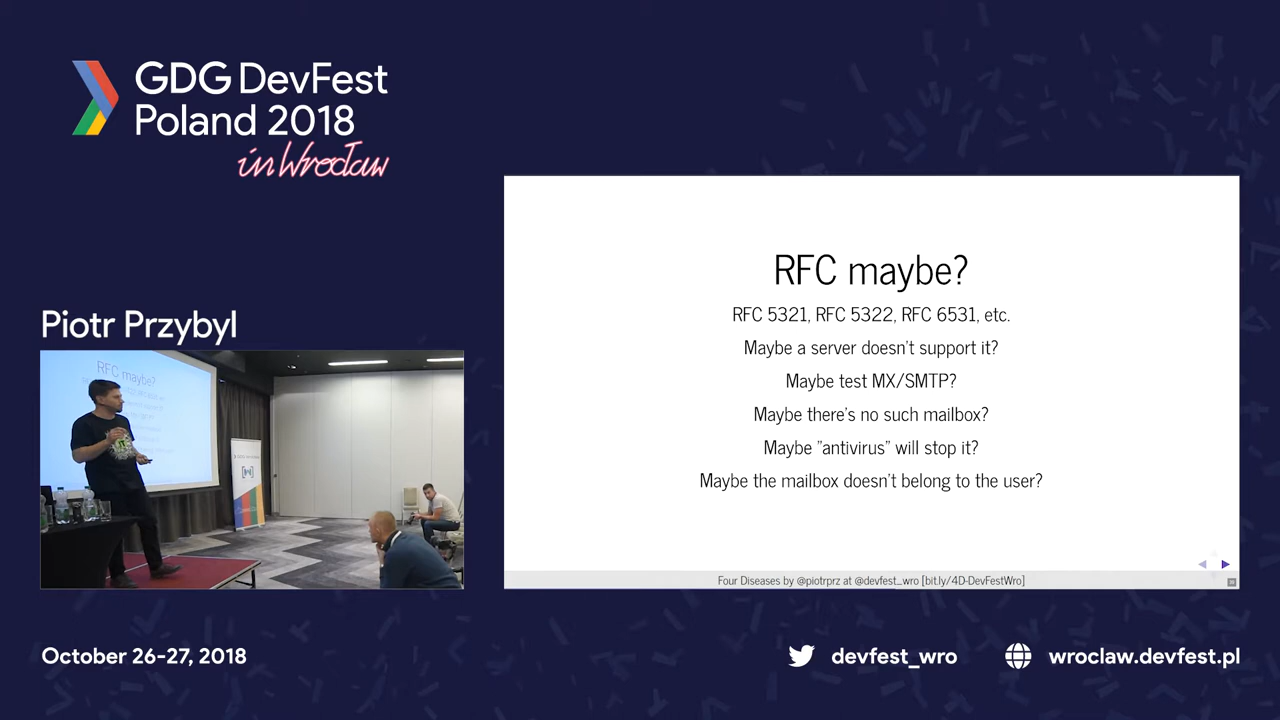 GDG DevFest
Poland 2018
in Wrocław
Piotr Przybyl
RFC maybe?
RFC maybe?
RFC 5321, RFC 5322, RFC 6531, etc.
Maybe a server doesn't support it?
Maybe test MX/SMTP?
Maybe there's no such mailbox?
Maybe "antivirus" will stop it?
Maybe the mailbox doesn't belong to the user?
Four Diseases by @piotrprz at @devfest_wro [bit.ly/4D-DevFestWro]
October 26-27, 2018
devfest_wro
wroclaw.devfest.pl